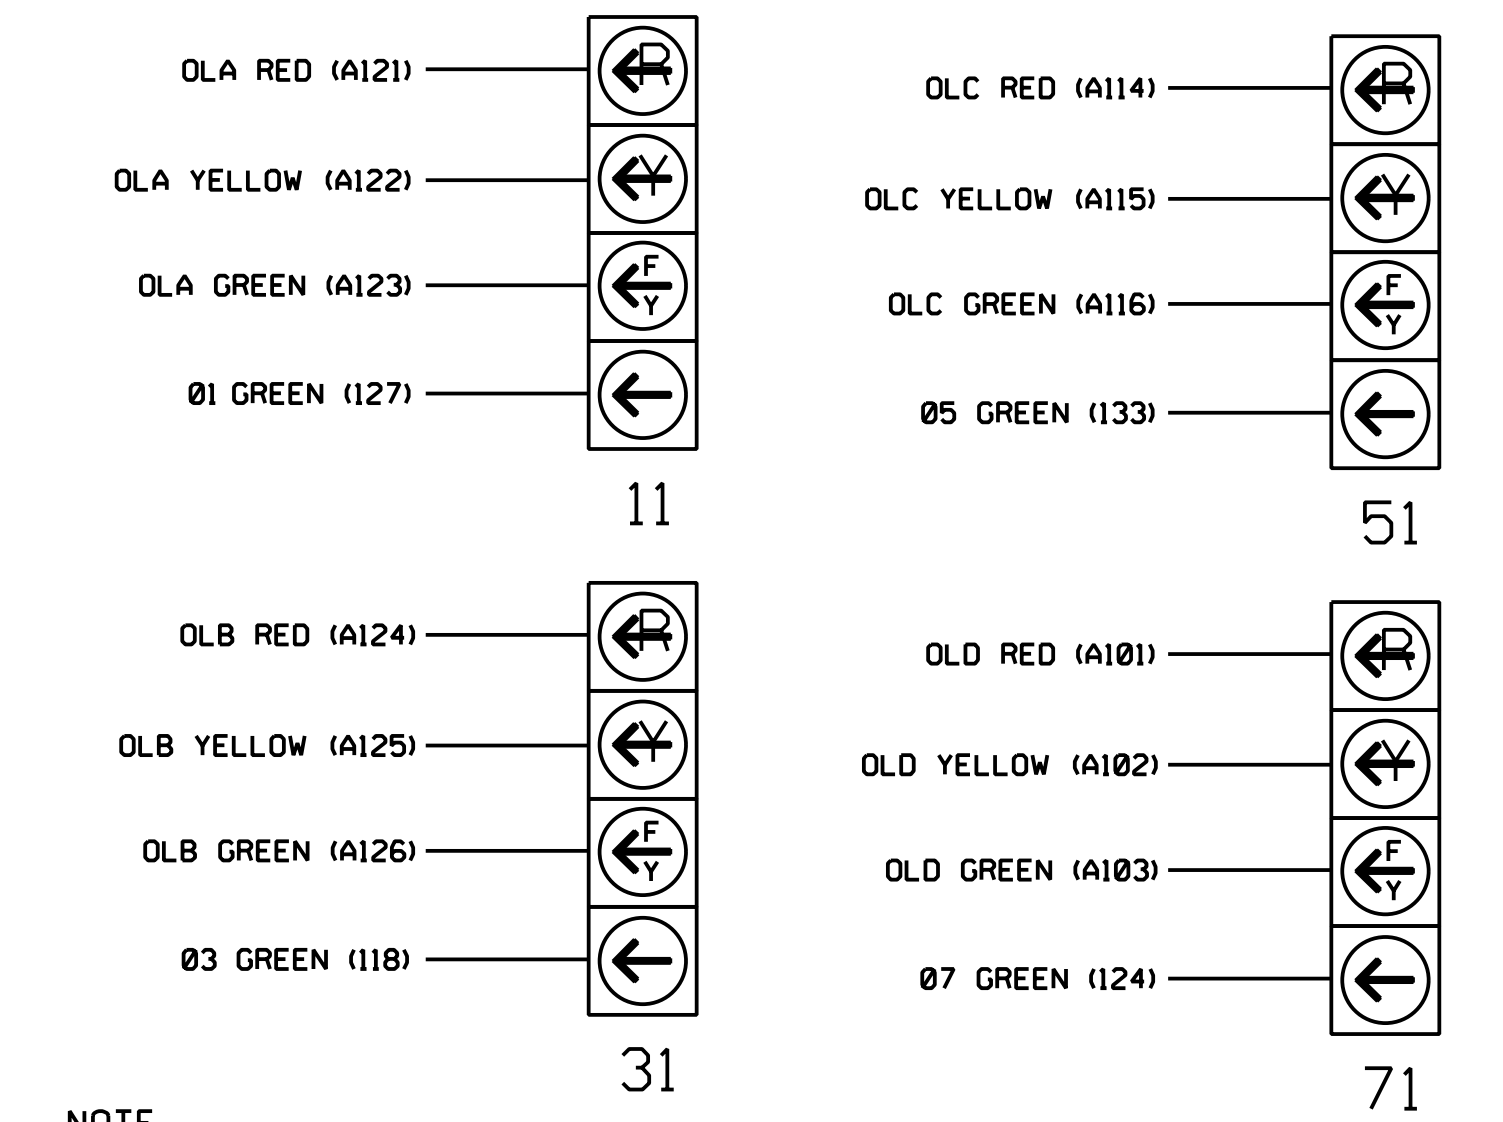 OLA RED (A121)
R
OLA YELLOW (A122)
Y
OLA GREEN (A123)
F
Y
01 GREEN (127)
11
OLC RED (A114)
R
OLC YELLOW (A115)
Y
OLC GREEN (A116)
F
Y
05 GREEN (133)
51
OLB RED (A124)
R
OLB YELLOW (A125)
Y
OLB GREEN (A126)
F
Y
03 GREEN (118)
31
OLD RED (A101)
R
OLD YELLOW (A102)
Y
OLD GREEN (A103)
F
Y
07 GREEN (124)
71
NOTE